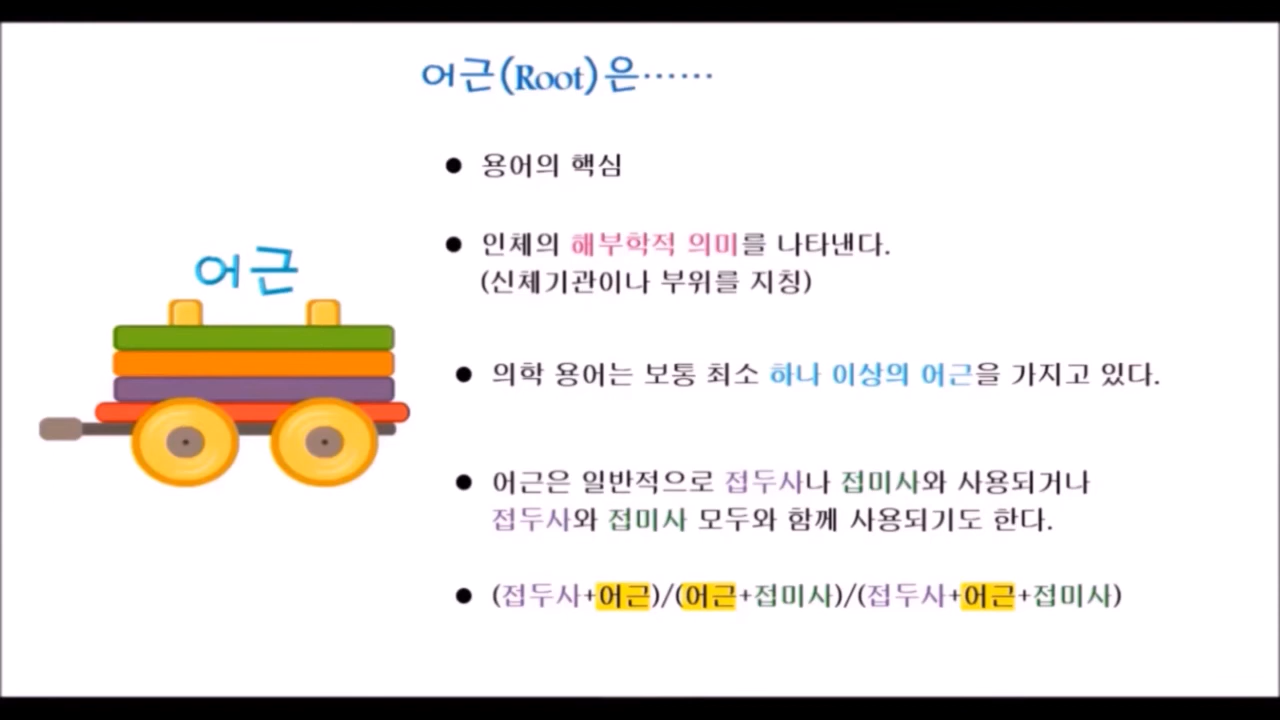 어근(Root)은……
● 용어의 핵심
● 인체의 해부학적 의미를 나타낸다.
(신체기관이나 부위를 지칭)
어근
● 의학 용어는 보통 최소 하나 이상의 어근을 가지고 있다.
● 어근은 일반적으로 접두사나 접미사와 사용되거나
접두사와 접미사 모두와 함께 사용되기도 한다.
● (접두사+어근)/(어근+접미사)/(접두사+어근+접미사)